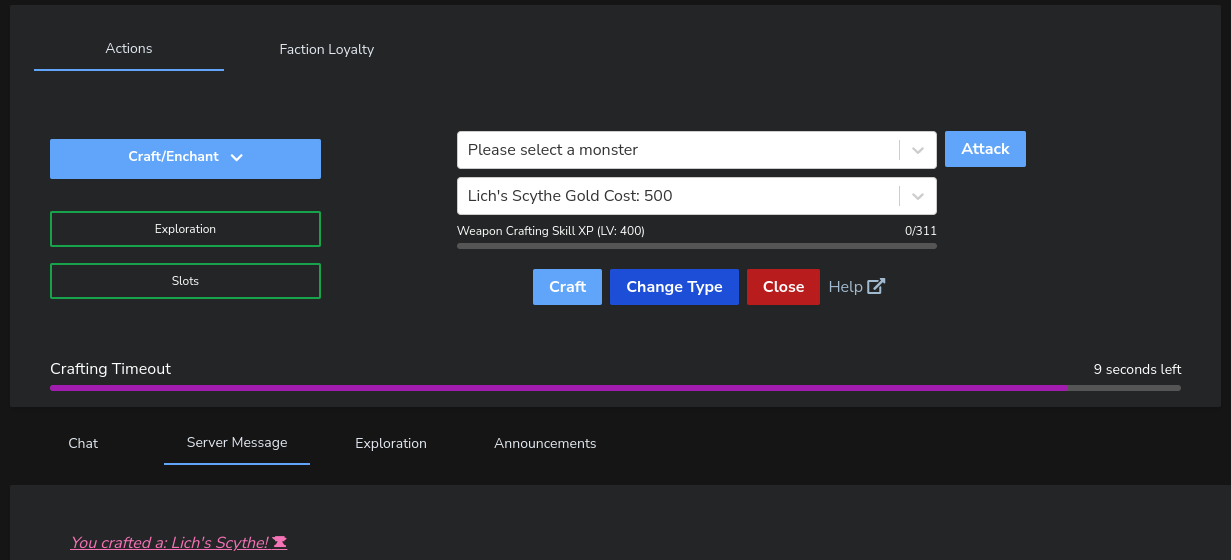 Actions
Faction Loyalty
Craft/Enchant
Exploration
Slots
Please select a monster
Attack
Lich's Scythe Gold Cost: 500
Weapon Crafting Skill XP (LV: 400)
0/311
Craft
Change Type
Close
Help
Crafting Timeout
9 seconds left
Chat
Server Message
Exploration
Announcements
You crafted a: Lich's Scythe!